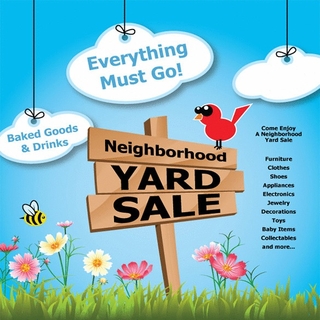 Everything
Must Go!
Baked Goods
& Drinks
Neighborhood
YARD
SALE
Come Enjoy
A Neighborhood
Yard Sale
Furniture
Clothes
Shoes
Appliances
Electronics
Jewelry
Decorations
Toys
Baby Items
Collectables
and more...